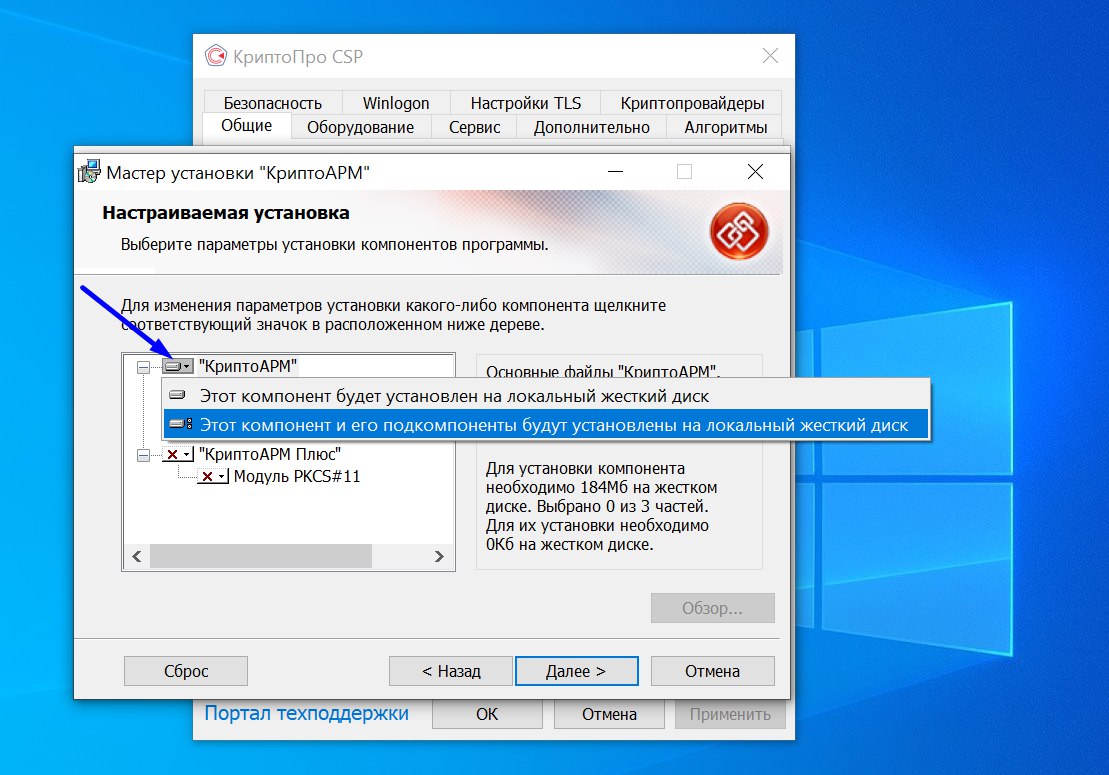 КриптоПро CSP
Безопасность Winlogon Настройки TLS Криптопровайдеры
Общие Оборудование Сервис Дополнительно Алгоритмы
Мастер установки "КриптоАРМ"
Настраиваемая установка
Выберите параметры установки компонентов программы.
Для изменения параметров установки какого-либо компонента щелкните
соответствующий значок в расположенном ниже дереве.
"КриптоАРМ"
Основные файлы "КриптоАРМ".
Этот компонент будет установлен на локальный жесткий диск
Этот компонент и его подкомпоненты будут установлены на локальный жесткий диск
"КриптоАРМ Плюс"
Модуль PKCS#11
Для установки компонента
необходимо 184Мб на жестком
диске. Выбрано 0 из 3 частей.
Для их установки необходимо
0Кб на жестком диске.
Обзор...
Сброс
< Назад
Далее >
Отмена
Портал техподдержки
ОК
Отмена
Применить